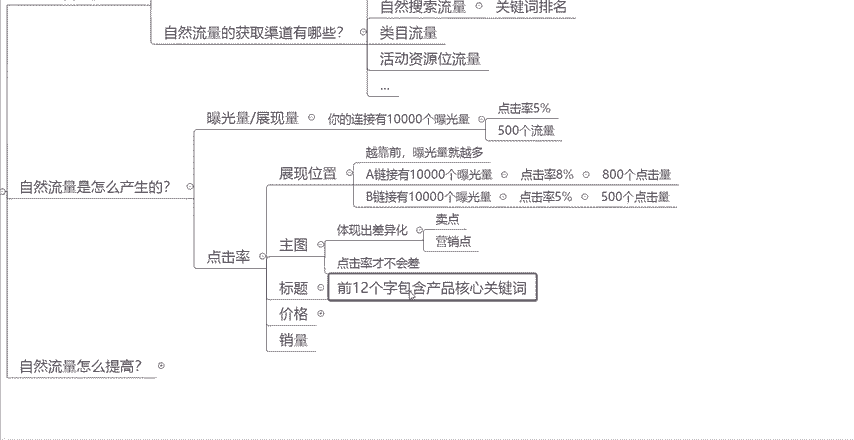 自然搜索流量
关键词排名
自然流量的获取渠道有哪些?
类目流量
活动资源位流量
...
自然流量是怎么产生的?
曝光量/展现量
你的连接有10000个曝光量
点击率5%
500个流量
点击率
展现位置
越靠前,曝光量就越多
A链接有10000个曝光量
点击率8%
800个点击量
B链接有10000个曝光量
点击率5%
500个点击量
主图
体现出差异化
卖点
营销点
点击率才不会差
标题
前12个字包含产品核心关键词
价格
销量
自然流量怎么提高?